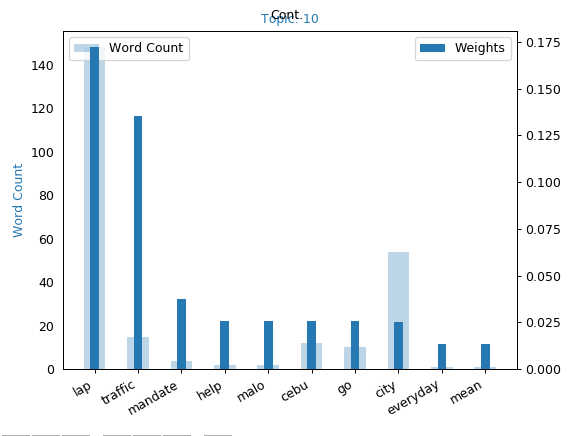 Cont.
Topic: 10
Word Count
Weights
Word Count
140
120
100
80
60
40
20
0
0.175
0.150
0.125
0.100
0.075
0.050
0.025
0.000
lap
traffic
mandate
help
malo
cebu
go
city
everyday
mean